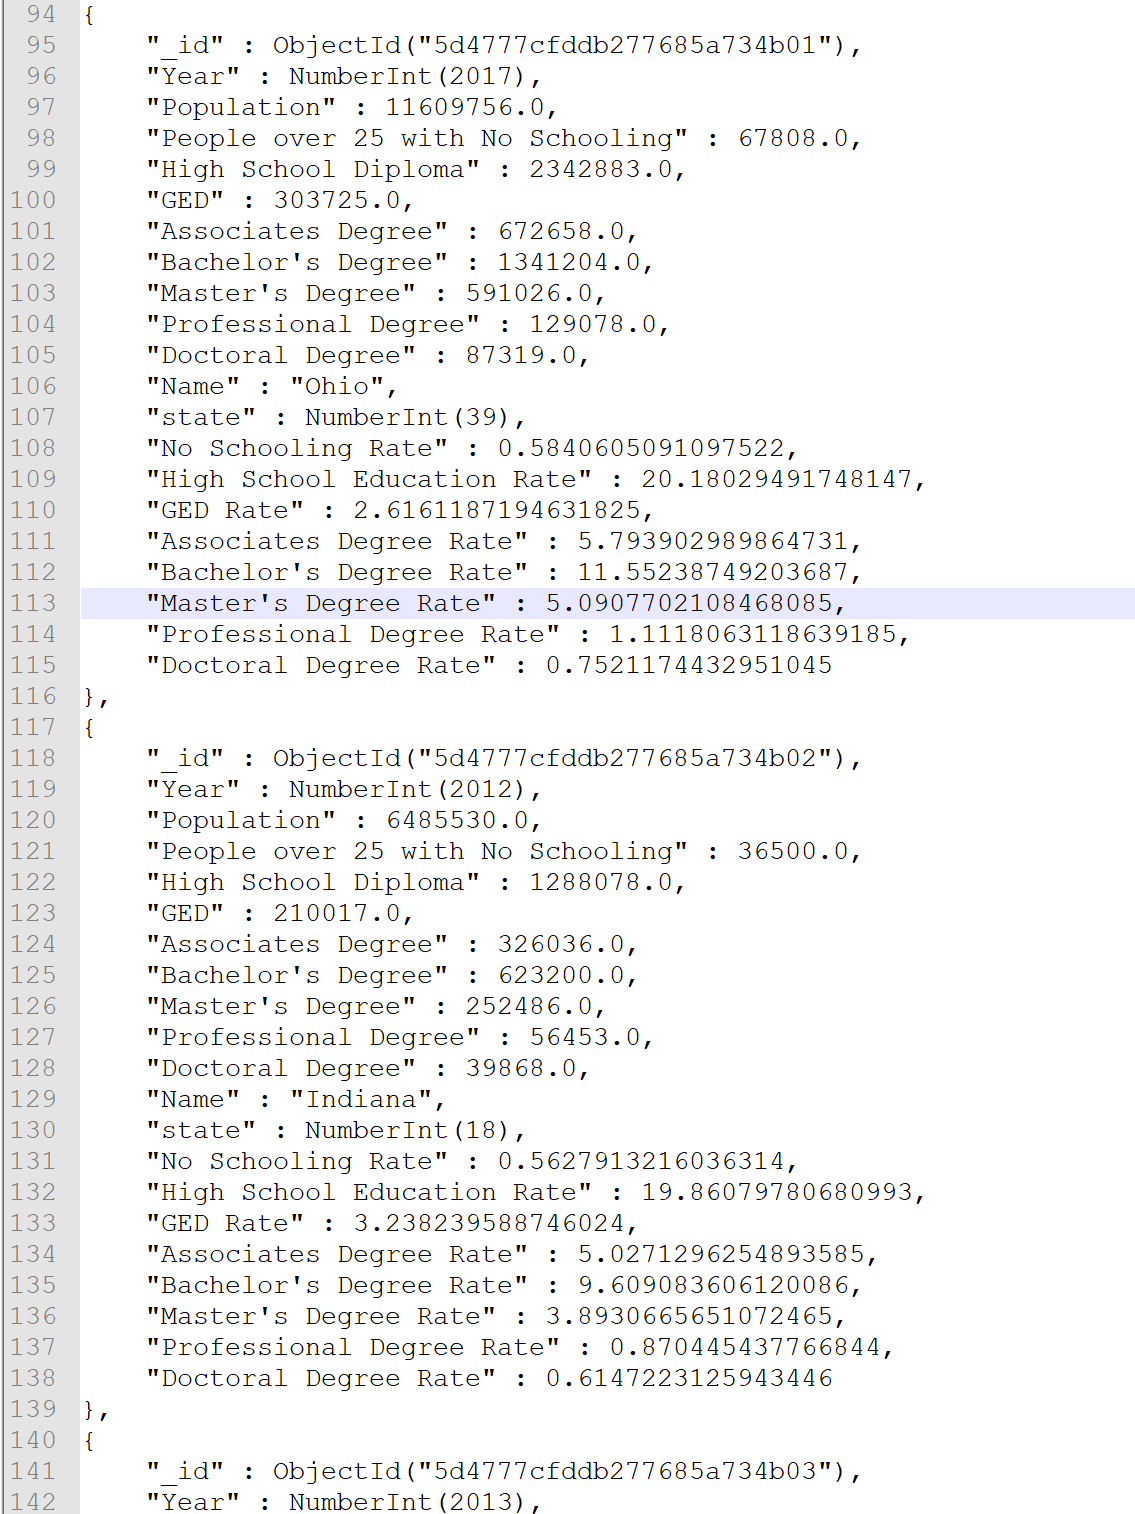 94 {
95 "_id" : ObjectId("5d4777cfddb277685a734b01"),
96 "Year" : NumberInt(2017),
97 "Population" : 11609756.0,
98 "People over 25 with No Schooling" : 67808.0,
99 "High School Diploma" : 2342883.0,
100 "GED" : 303725.0,
101 "Associates Degree" : 672658.0,
102 "Bachelor's Degree" : 1341204.0,
103 "Master's Degree" : 591026.0,
104 "Professional Degree" : 129078.0,
105 "Doctoral Degree" : 87319.0,
106 "Name" : "Ohio",
107 "state" : NumberInt(39),
108 "No Schooling Rate" : 0.5840605091097522,
109 "High School Education Rate" : 20.18029491748147,
110 "GED Rate" : 2.6161187194631825,
111 "Associates Degree Rate" : 5.793902989864731,
112 "Bachelor's Degree Rate" : 11.55238749203687,
113 "Master's Degree Rate" : 5.0907702108468085,
114 "Professional Degree Rate" : 1.1118063118639185,
115 "Doctoral Degree Rate" : 0.7521174432951045
116 },
117 {
118 "_id" : ObjectId("5d4777cfddb277685a734b02"),
119 "Year" : NumberInt(2012),
120 "Population" : 6485530.0,
121 "People over 25 with No Schooling" : 36500.0,
122 "High School Diploma" : 1288078.0,
123 "GED" : 210017.0,
124 "Associates Degree" : 326036.0,
125 "Bachelor's Degree" : 623200.0,
126 "Master's Degree" : 252486.0,
127 "Professional Degree" : 56453.0,
128 "Doctoral Degree" : 39868.0,
129 "Name" : "Indiana",
130 "state" : NumberInt(18),
131 "No Schooling Rate" : 0.5627913216036314,
132 "High School Education Rate" : 19.86079780680993,
133 "GED Rate" : 3.238239588746024,
134 "Associates Degree Rate" : 5.0271296254893585,
135 "Bachelor's Degree Rate" : 9.609083606120086,
136 "Master's Degree Rate" : 3.8930665651072465,
137 "Professional Degree Rate" : 0.870445437766844,
138 "Doctoral Degree Rate" : 0.6147223125943446
139 },
140 {
141 "_id" : ObjectId("5d4777cfddb277685a734b03"),
142 "Year" : NumberInt(2013),